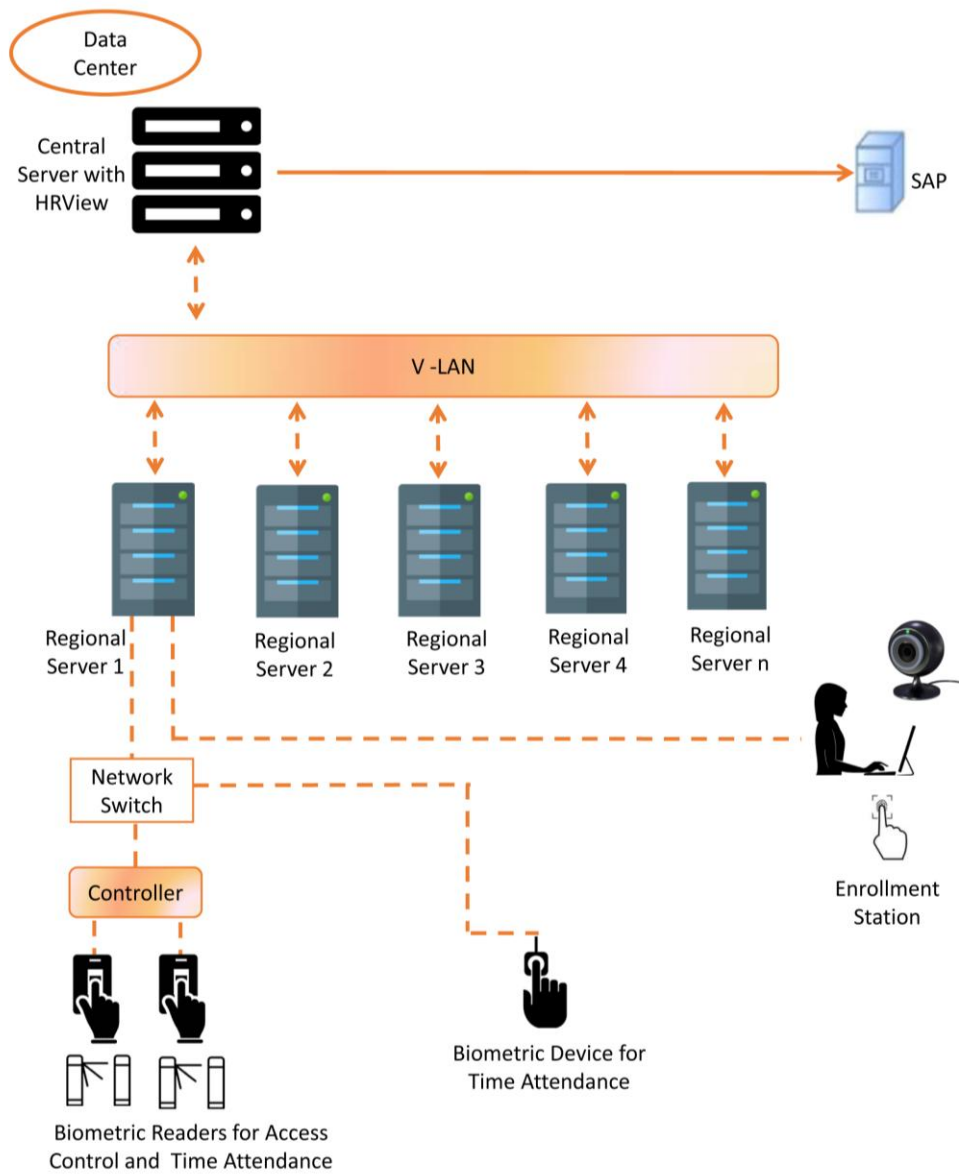 Data
Center
Central
Server with
HRView
SAP
V -LAN
Regional
Server 1
Regional
Server 2
Regional
Server 3
Regional
Server 4
Regional
Server n
Network
Switch
Controller
Enrollment
Station
Biometric Device for
Time Attendance
Biometric Readers for Access
Control and Time Attendance